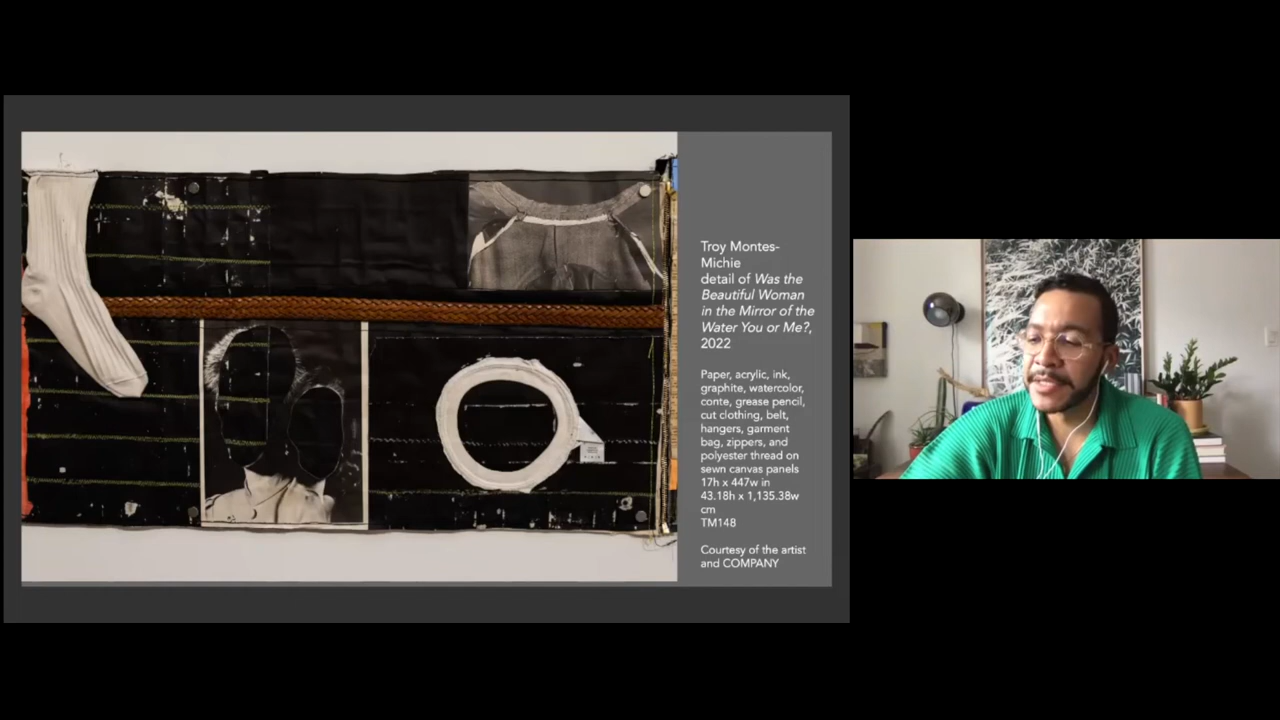 Troy Montes-
Michie
detail of Was the
Beautiful Woman
in the Mirror of the
Water You or Me?,
2022
Paper, acrylic, ink,
graphite, watercolor,
conte, grease pencil,
cut clothing, belt,
hangers, garment
bag, zippers, and
polyester thread on
sewn canvas panels
17h x 447w in
43.18h x 1,135.38w
cm
TM148
Courtesy of the artist
and COMPANY